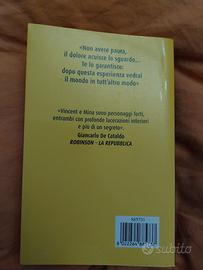 «Non avere paura,
il dolore acuisce lo sguardo...
Te lo garantisco:
dopo questa esperienza vedrai
il mondo in tutt'altro modo»
«Vincent e Mina sono personaggi forti,
entrambi con profonde lacerazioni interiori
e più di un segreto».
Giancarlo De Cataldo
ROBINSON - LA REPUBBLICA
subito